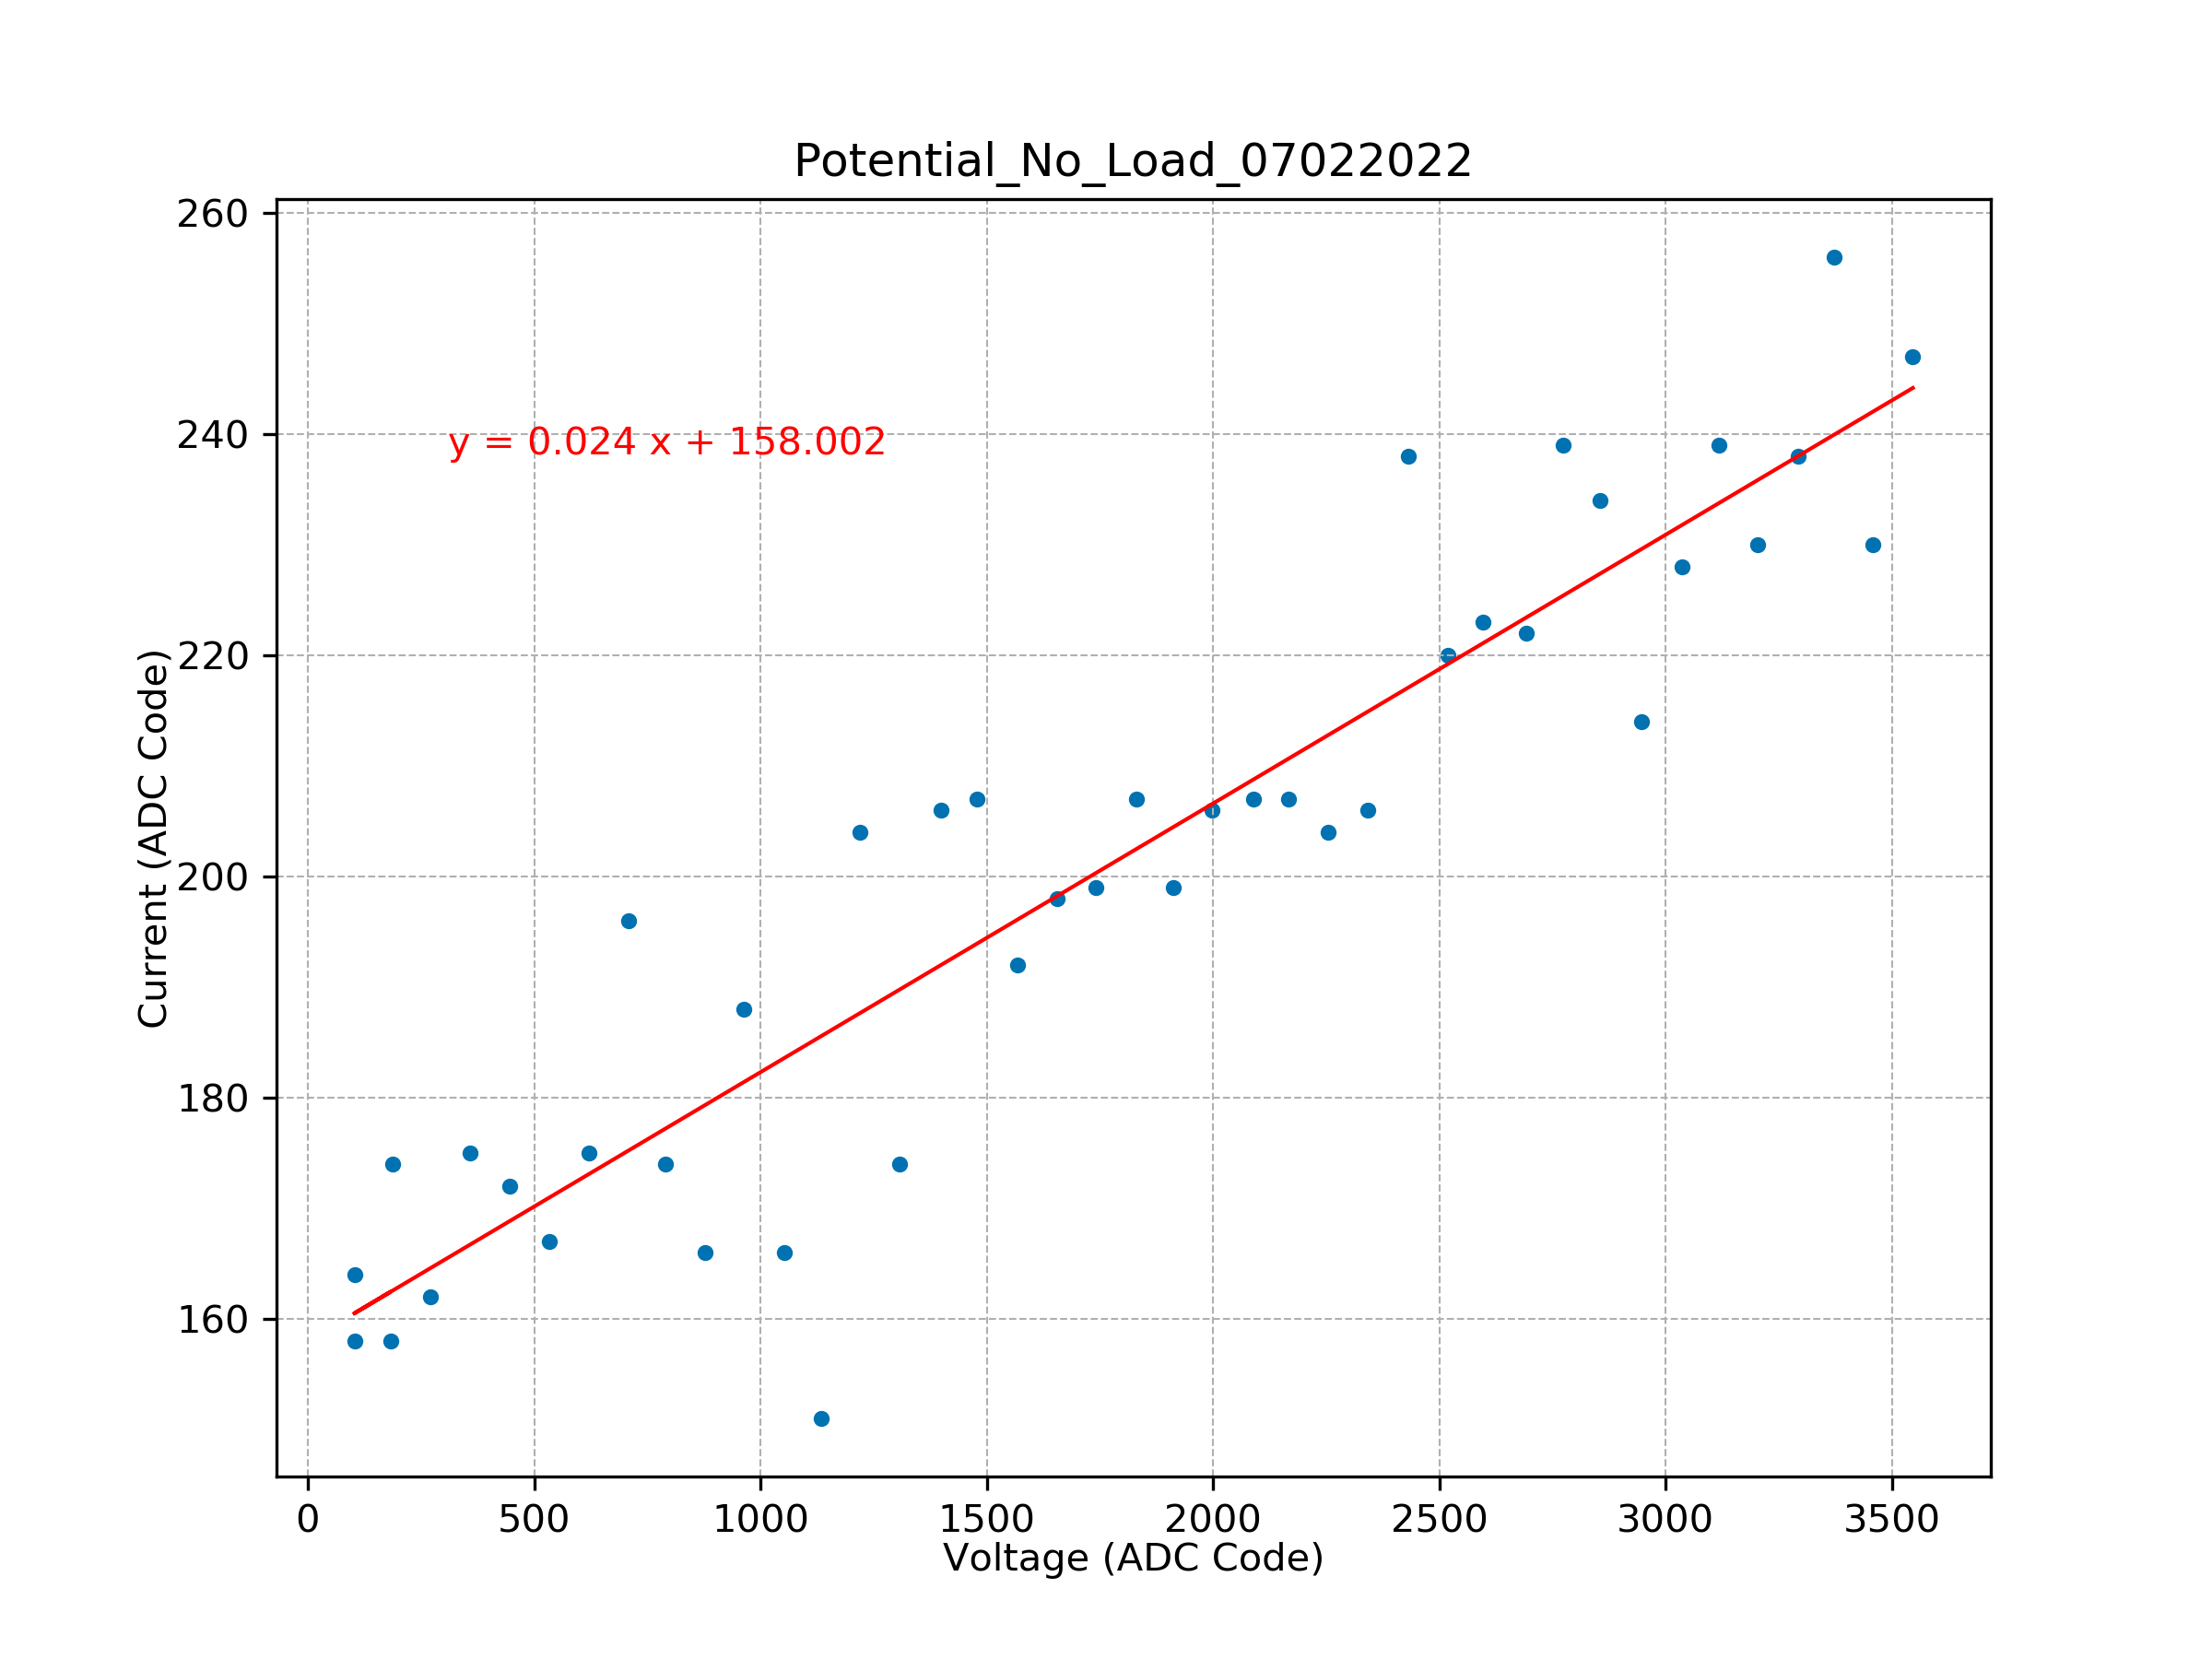 Potential_No_Load_07022022
260
240
220
200
180
160
y = 0.024 x + 158.002
Current (ADC Code)
0 500 1000 1500 2000 2500 3000 3500
Voltage (ADC Code)